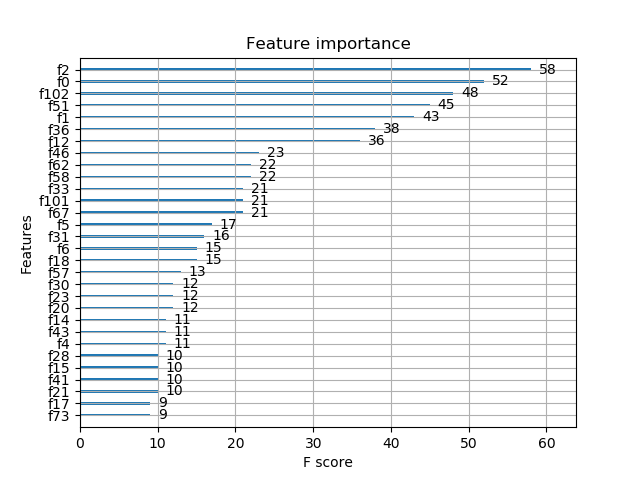 Feature importance
f2 58
f0 52
f102 48
f51 45
f1 43
f36 38
f12 36
f46 23
f62 22
f58 22
f33 21
f101 21
f67 21
f5 17
f31 16
f6 15
f18 15
f57 13
f30 12
f23 12
f20 12
f14 11
f43 11
f4 11
f28 10
f15 10
f41 10
f21 10
f17 9
f73 9
Features
0 10 20 30 40 50 60
F score